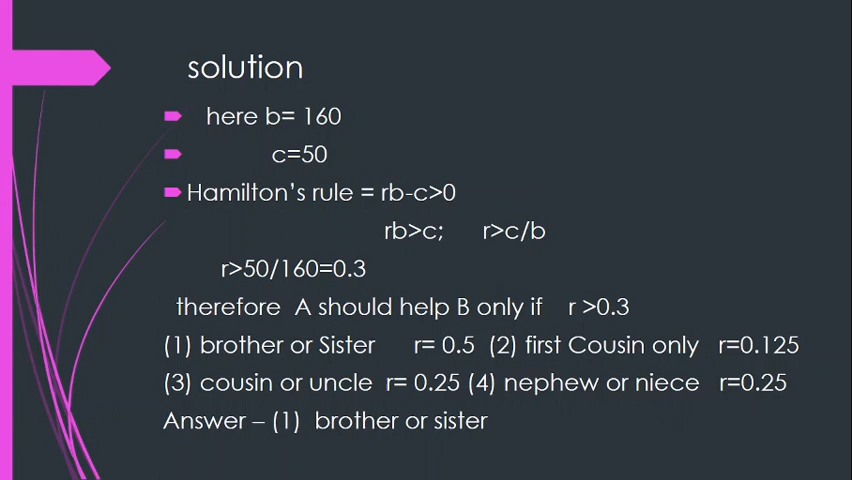 solution
here b= 160
c=50
Hamilton's rule = rb-c>0
rb>c; r>c/b
r>50/160=0.3
therefore A should help B only if r >0.3
(1) brother or Sister r= 0.5 (2) first Cousin only r=0.125
(3) cousin or uncle r= 0.25 (4) nephew or niece r=0.25
Answer – (1) brother or sister